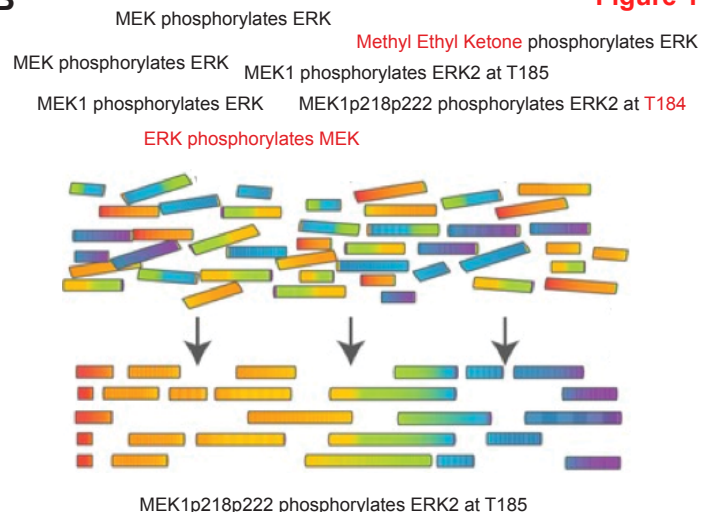 B
Figure 1
MEK phosphorylates ERK
Methyl Ethyl Ketone phosphorylates ERK
MEK phosphorylates ERK
MEK1 phosphorylates ERK2 at T185
MEK1 phosphorylates ERK
MEK1p218p222 phosphorylates ERK2 at T184
ERK phosphorylates MEK
MEK1p218p222 phosphorylates ERK2 at T185